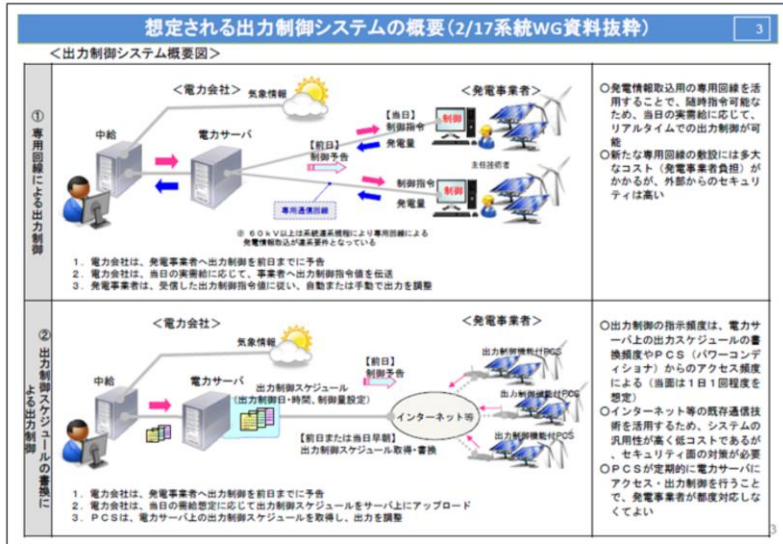 想定される出力制御システムの概要（2/17系統WG資料抜粋）
3
＜出力制御システム概要図＞
① 専用回線による出力制御
＜電力会社＞
気象情報
＜発電事業者＞
中給
電力サーバ
【前日】
制御予告
【当日】
制御指令
発電量
制御
主任技術者
制御指令
発電量
制御
専用通信回線
※ ６０ｋＶ以上は系統連系規程により専用回線による
発電情報取込が連系要件となっている
１．電力会社は、発電事業者へ出力制御を前日までに予告
２．電力会社は、当日の実需給に応じて、事業者へ出力制御指令値を伝送
３．発電事業者は、受信した出力制御指令値に従い、自動または手動で出力を調整
○発電情報取込用の専用回線を活
用することで、随時指令可能な
ため、当日の実需給に応じて、
リアルタイムでの出力制御が可
能
○新たな専用回線の敷設には多大
なコスト（発電事業者負担）が
かかるが、外部からのセキュリ
ティは高い
② 出力制御スケジュールの書換に
よる出力制御
＜電力会社＞
気象情報
＜発電事業者＞
中給
電力サーバ
【前日】
制御予告
出力制御スケジュール
（出力制御日・時間、制御量設定）
インターネット等
【前日または当日早朝】
出力制御スケジュール取得・書換
出力制御機能付PCS
出力制御機能付PCS
出力制御機能付PCS
１．電力会社は、発電事業者へ出力制御を前日までに予告
２．電力会社は、当日の需給想定に応じて出力制御スケジュールをサーバ上にアップロード
３．ＰＣＳは、電力サーバ上の出力制御スケジュールを取得し、出力を調整
○出力制御の指示頻度は、電力サ
ーバ上の出力スケジュールの書
換頻度やＰＣＳ（パワーコンデ
ィショナ）からのアクセス頻度
による（当面は１日１回程度を
想定）
○インターネット等の既存通信技
術を活用するため、システムの
汎用性が高く低コストであるが
、セキュリティ面の対策が必要
○ＰＣＳが定期的に電力サーバに
アクセス・出力制御を行うこと
で、発電事業者が都度対応しな
くてよい
3